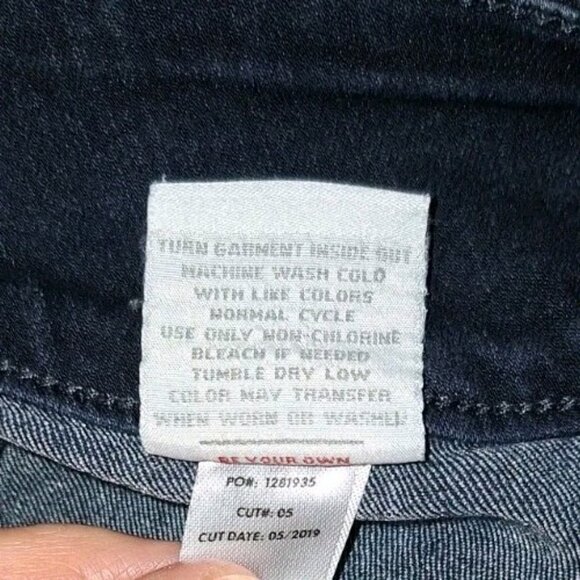 TURN GARMENT INSIDE OUT
MACHINE WASH COLD
WITH LIKE COLORS
NORMAL CYCLE
USE ONLY NON-CHLORINE
BLEACH IF NEEDED
TUMBLE DRY LOW
COLOR MAY TRANSFER
WHEN WORN OR WASHED
BE YOUR OWN
PO#: 1281935
CUT#: 05
CUT DATE: 05/2019